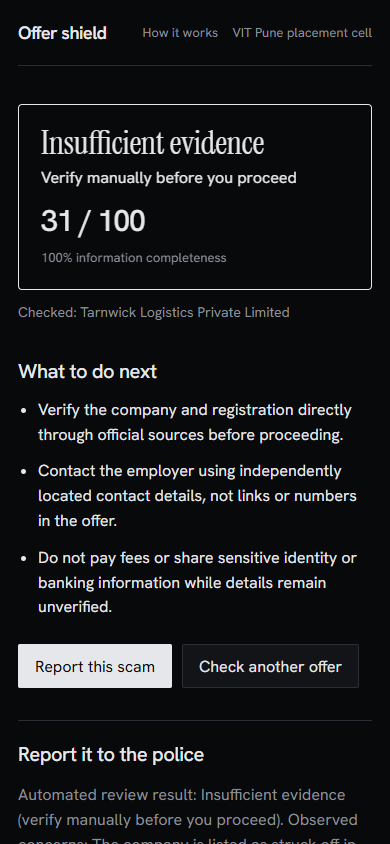 Offer shield
How it works
VIT Pune placement cell
Insufficient evidence
Verify manually before you proceed
31 / 100
100% information completeness
Checked: Tarnwick Logistics Private Limited
What to do next
• Verify the company and registration directly
through official sources before proceeding.
• Contact the employer using independently
located contact details, not links or numbers
in the offer.
• Do not pay fees or share sensitive identity or
banking information while details remain
unverified.
Report this scam
Check another offer
Report it to the police
Automated review result: Insufficient evidence
(verify manually before you proceed). Observed
concerns: The company is listed as struck off in